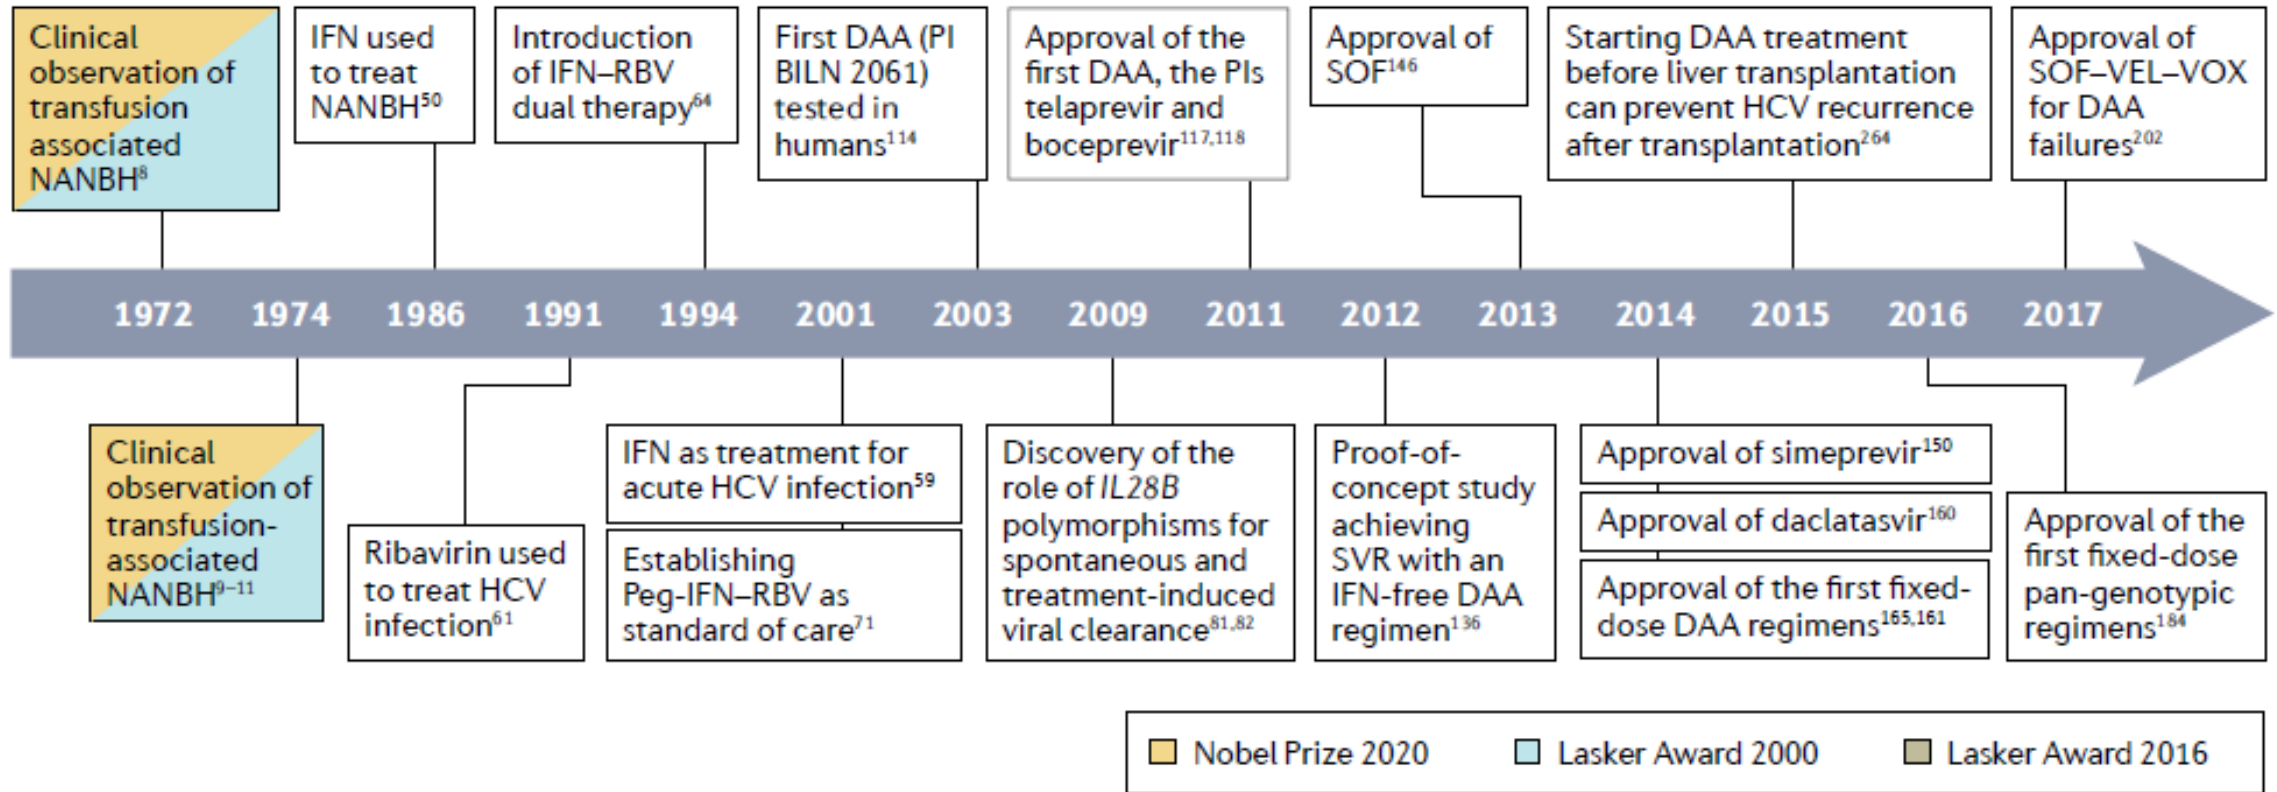 Clinical
observation of
transfusion
associated
NANBH⁸
IFN used
to treat
NANBH⁵⁰
Introduction
of IFN–RBV
dual therapy⁶⁴
First DAA (PI
BILN 2061)
tested in
humans¹¹⁴
Approval of the
first DAA, the PIs
telaprevir and
boceprevir¹¹⁷,¹¹⁸
Approval of
SOF¹⁴⁶
Starting DAA treatment
before liver transplantation
can prevent HCV recurrence
after transplantation²⁶⁴
Approval of
SOF–VEL–VOX
for DAA
failures²⁰²
1972 1974 1986 1991 1994 2001 2003 2009 2011 2012 2013 2014 2015 2016 2017
Clinical
observation of
transfusion-
associated
NANBH⁹⁻¹¹
Ribavirin used
to treat HCV
infection⁶¹
IFN as treatment for
acute HCV infection⁵⁹
Establishing
Peg-IFN–RBV as
standard of care⁷¹
Discovery of the
role of IL28B
polymorphisms for
spontaneous and
treatment-induced
viral clearance⁸¹,⁸²
Proof-of-
concept study
achieving
SVR with an
IFN-free DAA
regimen¹³⁶
Approval of simeprevir¹⁵⁰
Approval of daclatasvir¹⁶⁰
Approval of the first fixed-
dose DAA regimens¹⁶⁵,¹⁶¹
Approval of the
first fixed-dose
pan-genotypic
regimens¹⁸⁴
Nobel Prize 2020 Lasker Award 2000 Lasker Award 2016